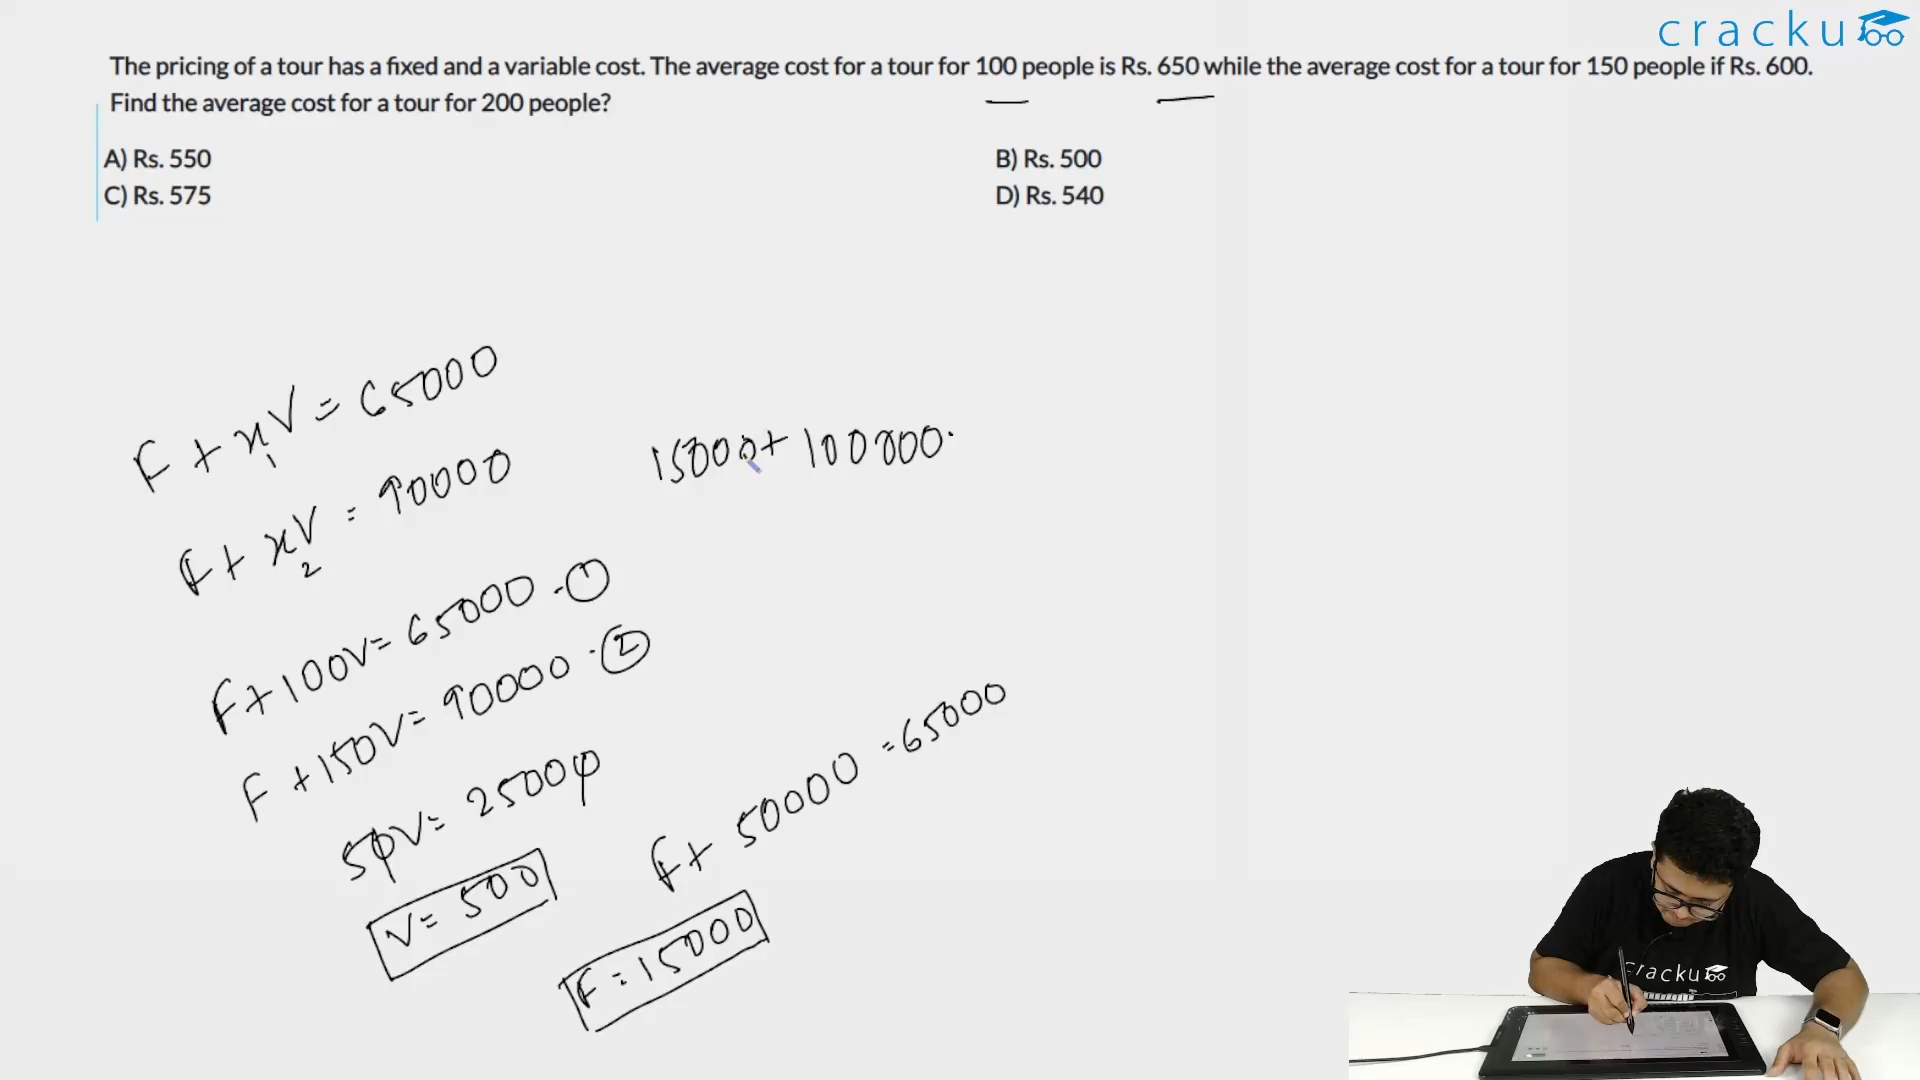 cracku
The pricing of a tour has a fixed and a variable cost. The average cost for a tour for 100 people is Rs. 650 while the average cost for a tour for 150 people if Rs. 600.
Find the average cost for a tour for 200 people?
A) Rs. 550
B) Rs. 500
C) Rs. 575
D) Rs. 540
F + x₁V = 65000
F + x₂V = 90000
15000 + 100000
F + 100V = 65000 - ①
F + 150V = 90000 - ②
50V = 25000
V = 500
F + 50000 = 65000
F = 15000
cracku